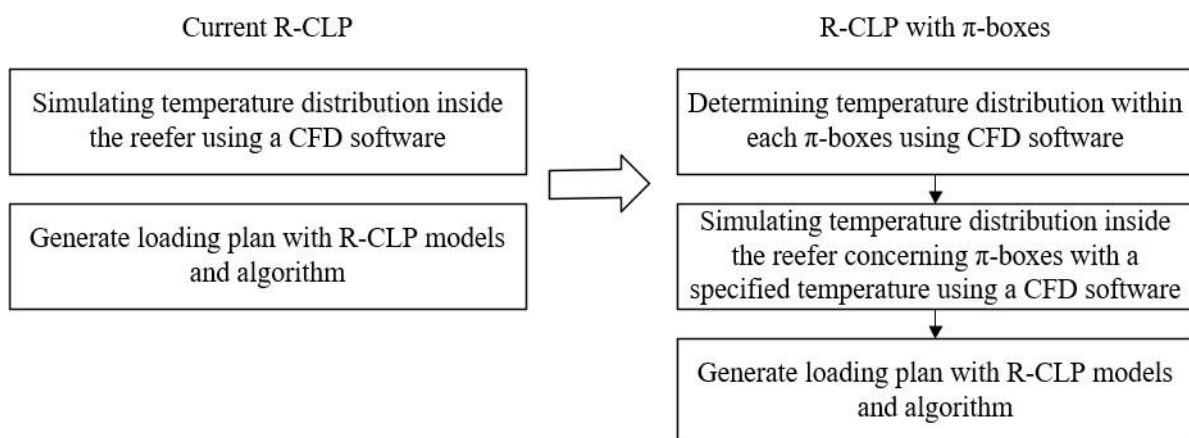 Current R-CLP
Simulating temperature distribution inside
the reefer using a CFD software
Generate loading plan with R-CLP models
and algorithm
R-CLP with π-boxes
Determining temperature distribution within
each π-boxes using CFD software
Simulating temperature distribution inside
the reefer concerning π-boxes with a
specified temperature using a CFD software
Generate loading plan with R-CLP models
and algorithm